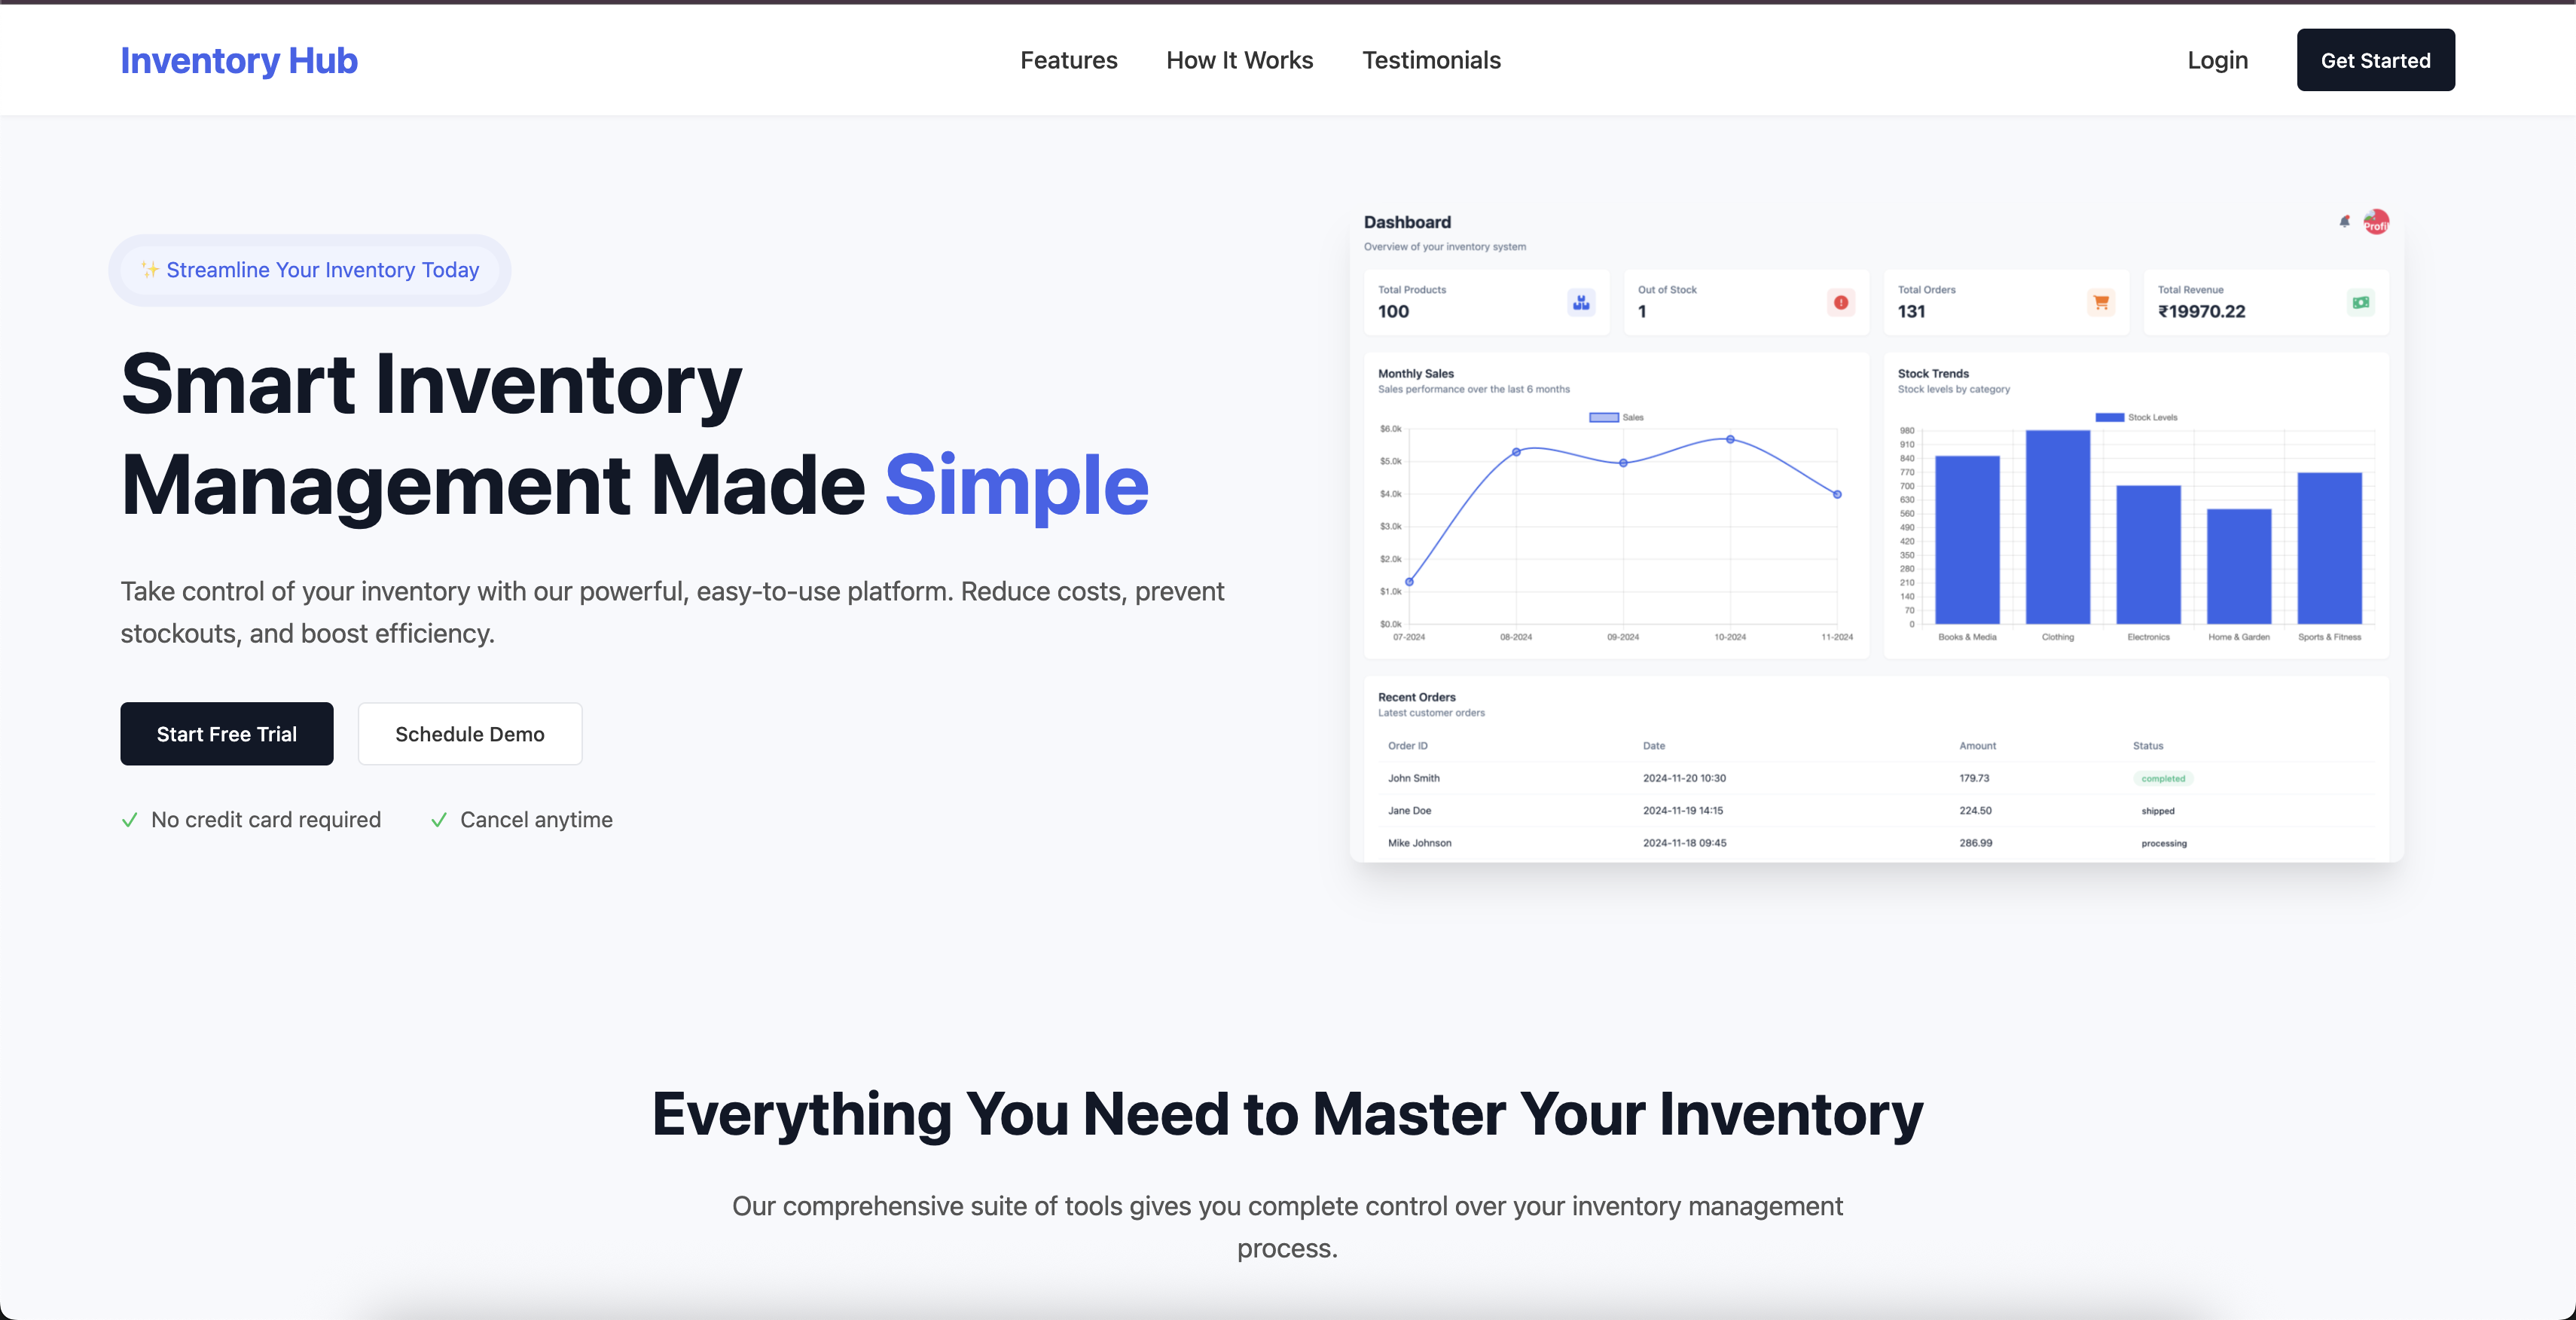 Inventory Hub
Features
How It Works
Testimonials
Login
Get Started
✨ Streamline Your Inventory Today
Smart Inventory
Management Made Simple
Take control of your inventory with our powerful, easy-to-use platform. Reduce costs, prevent
stockouts, and boost efficiency.
Start Free Trial
Schedule Demo
✓ No credit card required
✓ Cancel anytime
Dashboard
Overview of your inventory system
Profi
Total Products
100
Out of Stock
1
Total Orders
131
Total Revenue
₹19970.22
Monthly Sales
Sales performance over the last 6 months
Sales
$6.0k
$5.0k
$4.0k
$3.0k
$2.0k
$1.0k
$0.0k
07-2024
08-2024
09-2024
10-2024
11-2024
Stock Trends
Stock levels by category
Stock Levels
980
910
840
770
700
630
560
490
420
350
280
210
140
70
0
Books & Media
Clothing
Electronics
Home & Garden
Sports & Fitness
Recent Orders
Latest customer orders
Order ID Date Amount Status
John Smith 2024-11-20 10:30 179.73 completed
Jane Doe 2024-11-19 14:15 224.50 shipped
Mike Johnson 2024-11-18 09:45 286.99 processing
Everything You Need to Master Your Inventory
Our comprehensive suite of tools gives you complete control over your inventory management
process.